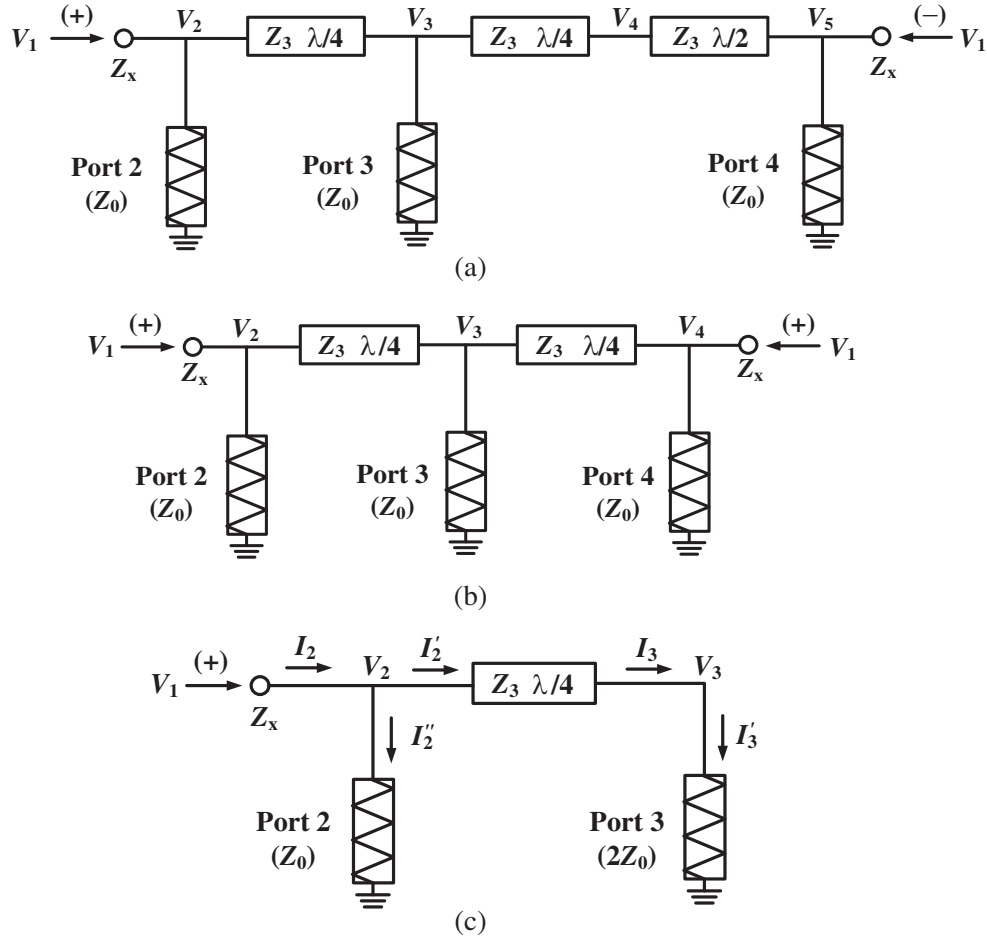 V₁ (+) Zₓ V₂ Z₃ λ/4 V₃ Z₃ λ/4 V₄ Z₃ λ/2 V₅ Zₓ (−) V₁
Port 2 (Z₀)
Port 3 (Z₀)
Port 4 (Z₀)
(a)
V₁ (+) Zₓ V₂ Z₃ λ/4 V₃ Z₃ λ/4 V₄ Zₓ (+) V₁
Port 2 (Z₀)
Port 3 (Z₀)
Port 4 (Z₀)
(b)
V₁ (+) Zₓ I₂ V₂ I₂′ Z₃ λ/4 I₃ V₃
I₂″
I₃′
Port 2 (Z₀)
Port 3 (2Z₀)
(c)